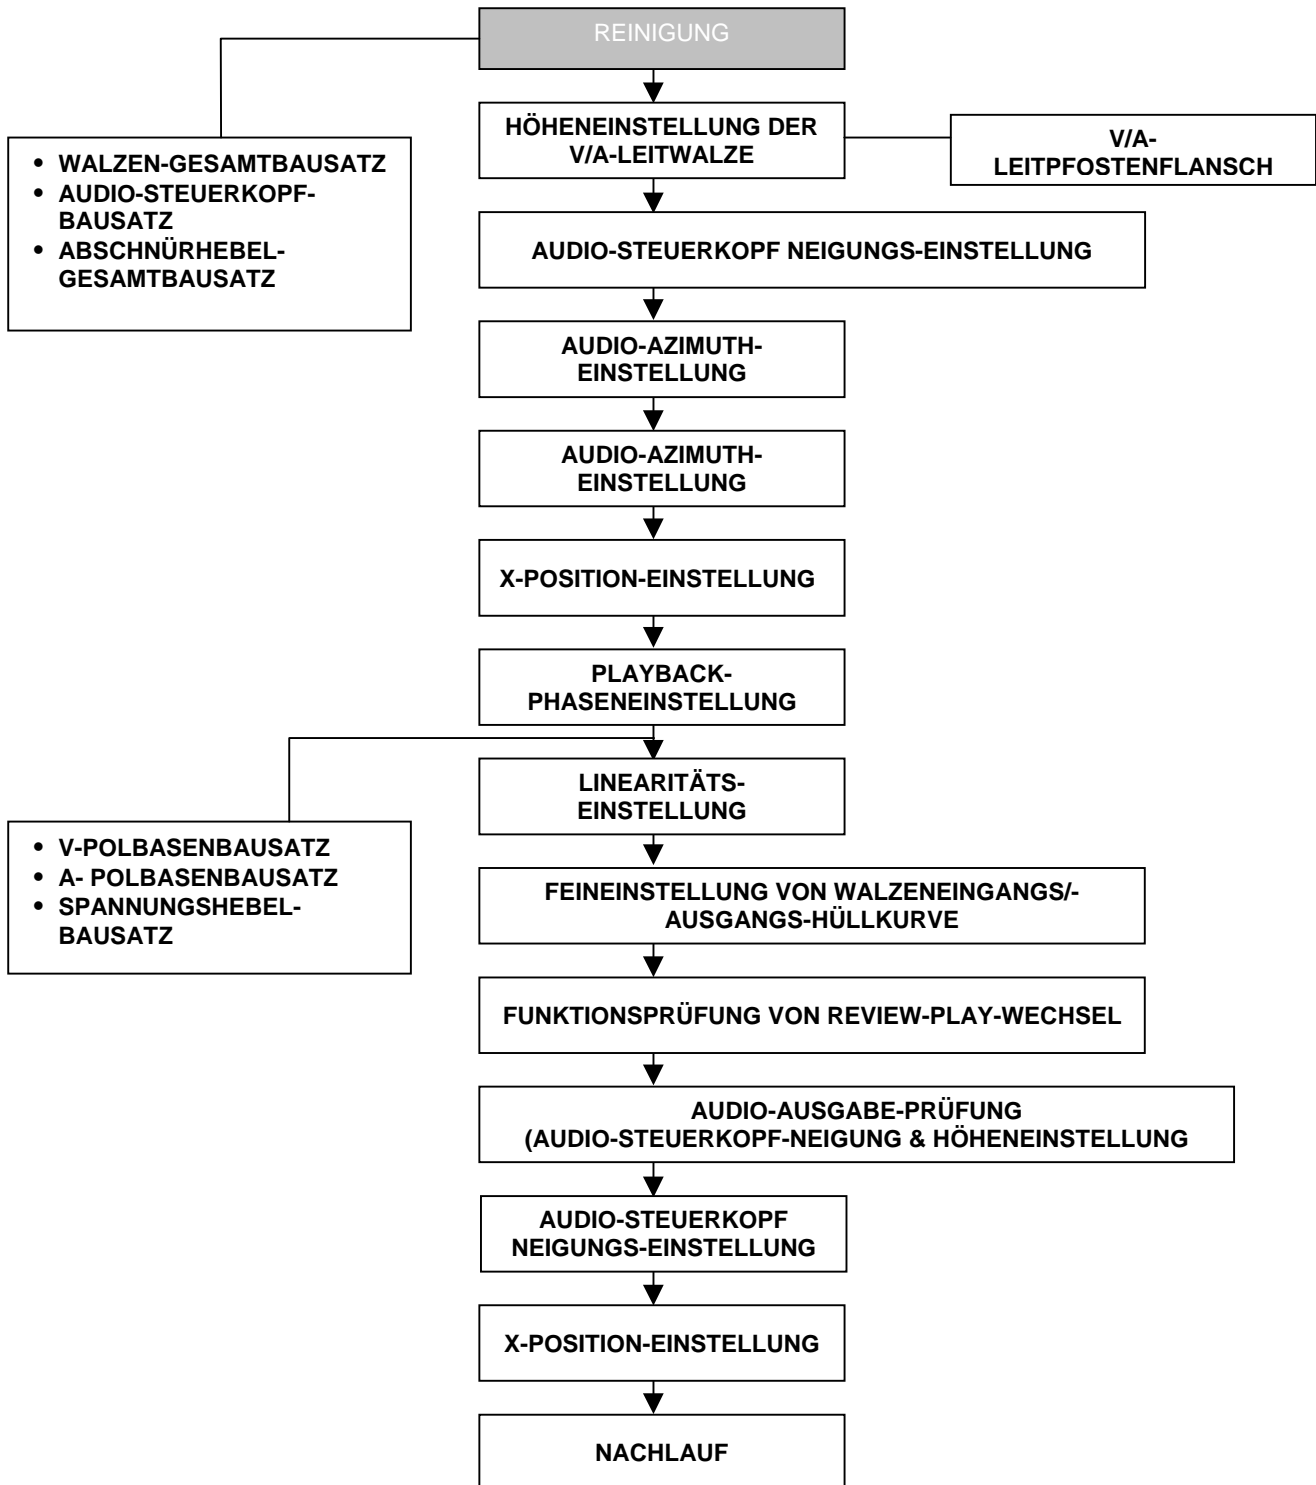 REINIGUNG
• WALZEN-GESAMTBAUSATZ
• AUDIO-STEUERKOPF-
BAUSATZ
• ABSCHNÜRHEBEL-
GESAMTBAUSATZ
HÖHENEINSTELLUNG DER
V/A-LEITWALZE
V/A-
LEITPFOSTENFLANSCH
AUDIO-STEUERKOPF NEIGUNGS-EINSTELLUNG
AUDIO-AZIMUTH-
EINSTELLUNG
AUDIO-AZIMUTH-
EINSTELLUNG
X-POSITION-EINSTELLUNG
PLAYBACK-
PHASENEINSTELLUNG
LINEARITÄTS-
EINSTELLUNG
• V-POLBASENBAUSATZ
• A- POLBASENBAUSATZ
• SPANNUNGSHEBEL-
BAUSATZ
FEINEINSTELLUNG VON WALZENEINGANGS/-
AUSGANGS-HÜLLKURVE
FUNKTIONSPRÜFUNG VON REVIEW-PLAY-WECHSEL
AUDIO-AUSGABE-PRÜFUNG
(AUDIO-STEUERKOPF-NEIGUNG & HÖHENEINSTELLUNG
AUDIO-STEUERKOPF
NEIGUNGS-EINSTELLUNG
X-POSITION-EINSTELLUNG
NACHLAUF